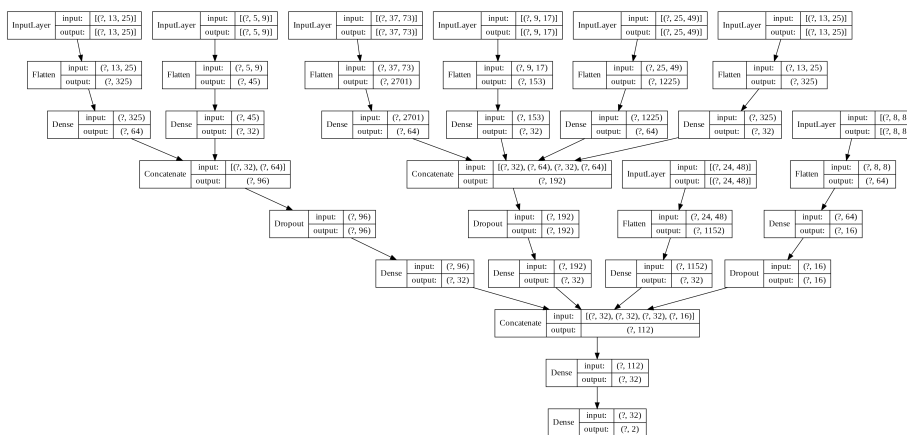 InputLayer input: [(?, 13, 25)] output: [(?, 13, 25)]
InputLayer input: [(?, 5, 9)] output: [(?, 5, 9)]
InputLayer input: [(?, 37, 73)] output: [(?, 37, 73)]
InputLayer input: [(?, 9, 17)] output: [(?, 9, 17)]
InputLayer input: [(?, 25, 49)] output: [(?, 25, 49)]
InputLayer input: [(?, 13, 25)] output: [(?, 13, 25)]
Flatten input: (?, 13, 25) output: (?, 325)
Flatten input: (?, 5, 9) output: (?, 45)
Flatten input: (?, 37, 73) output: (?, 2701)
Flatten input: (?, 9, 17) output: (?, 153)
Flatten input: (?, 25, 49) output: (?, 1225)
Flatten input: (?, 13, 25) output: (?, 325)
Dense input: (?, 325) output: (?, 64)
Dense input: (?, 45) output: (?, 32)
Dense input: (?, 2701) output: (?, 64)
Dense input: (?, 153) output: (?, 32)
Dense input: (?, 1225) output: (?, 64)
Dense input: (?, 325) output: (?, 32)
InputLayer input: [(?, 8, 8 output: [(?, 8, 8
Concatenate input: [(?, 32), (?, 64)] output: (?, 96)
Concatenate input: [(?, 32), (?, 64), (?, 32), (?, 64)] output: (?, 192)
InputLayer input: [(?, 24, 48)] output: [(?, 24, 48)]
Flatten input: (?, 8, 8) output: (?, 64)
Dropout input: (?, 96) output: (?, 96)
Dropout input: (?, 192) output: (?, 192)
Flatten input: (?, 24, 48) output: (?, 1152)
Dense input: (?, 64) output: (?, 16)
Dense input: (?, 96) output: (?, 32)
Dense input: (?, 192) output: (?, 32)
Dense input: (?, 1152) output: (?, 32)
Dropout input: (?, 16) output: (?, 16)
Concatenate input: [(?, 32), (?, 32), (?, 32), (?, 16)] output: (?, 112)
Dense input: (?, 112) output: (?, 32)
Dense input: (?, 32) output: (?, 2)